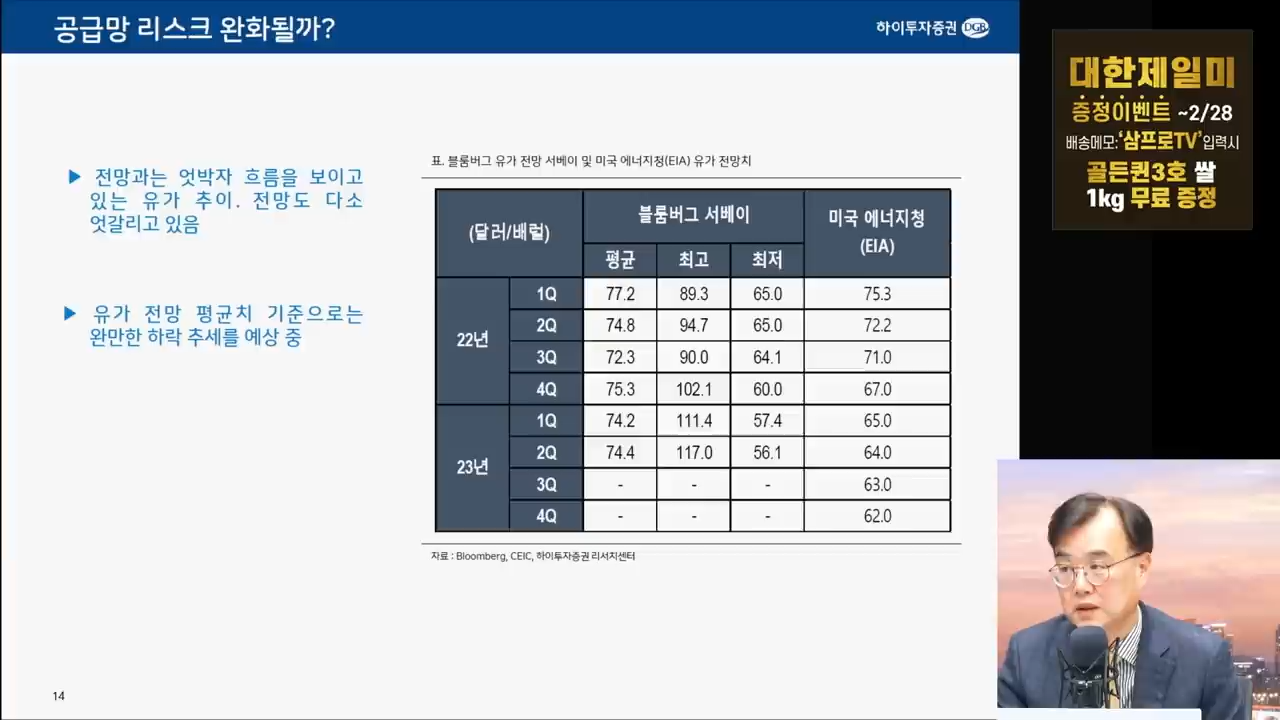 공급망 리스크 완화될까?
하이투자증권 DGB
▶ 전망과는 엇박자 흐름을 보이고
있는 유가 추이. 전망도 다소
엇갈리고 있음
▶ 유가 전망 평균치 기준으로는
완만한 하락 추세를 예상 중
표. 블룸버그 유가 전망 서베이 및 미국 에너지청(EIA) 유가 전망치
(달러/배럴) 블룸버그 서베이 미국 에너지청
(EIA)
평균 최고 최저
22년
1Q 77.2 89.3 65.0 75.3
2Q 74.8 94.7 65.0 72.2
3Q 72.3 90.0 64.1 71.0
4Q 75.3 102.1 60.0 67.0
23년
1Q 74.2 111.4 57.4 65.0
2Q 74.4 117.0 56.1 64.0
3Q - - - 63.0
4Q - - - 62.0
자료 : Bloomberg, CEIC, 하이투자증권 리서치센터
14
대한제일미
증정이벤트 ~2/28
배송메모:'삼프로TV'입력시
골든퀸3호 쌀
1kg 무료 증정